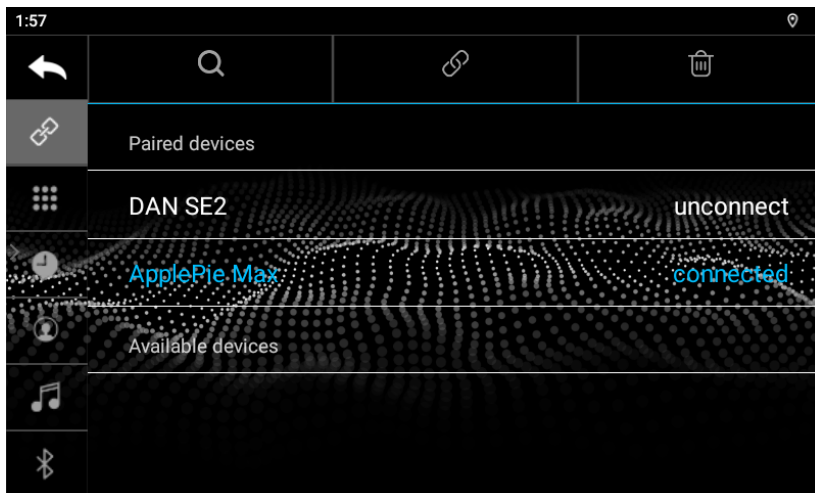 1:57
Paired devices
DAN SE2 unconnect
ApplePie Max connected
Available devices